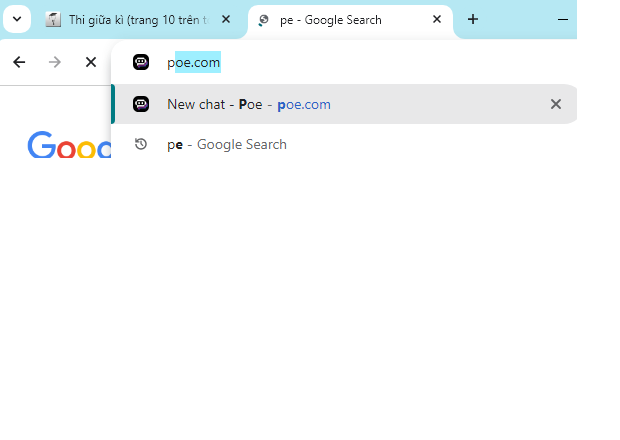 Thi giữa kì (trang 10 trên t
pe - Google Search
poe.com
New chat - Poe - poe.com
Goo
pe - Google Search